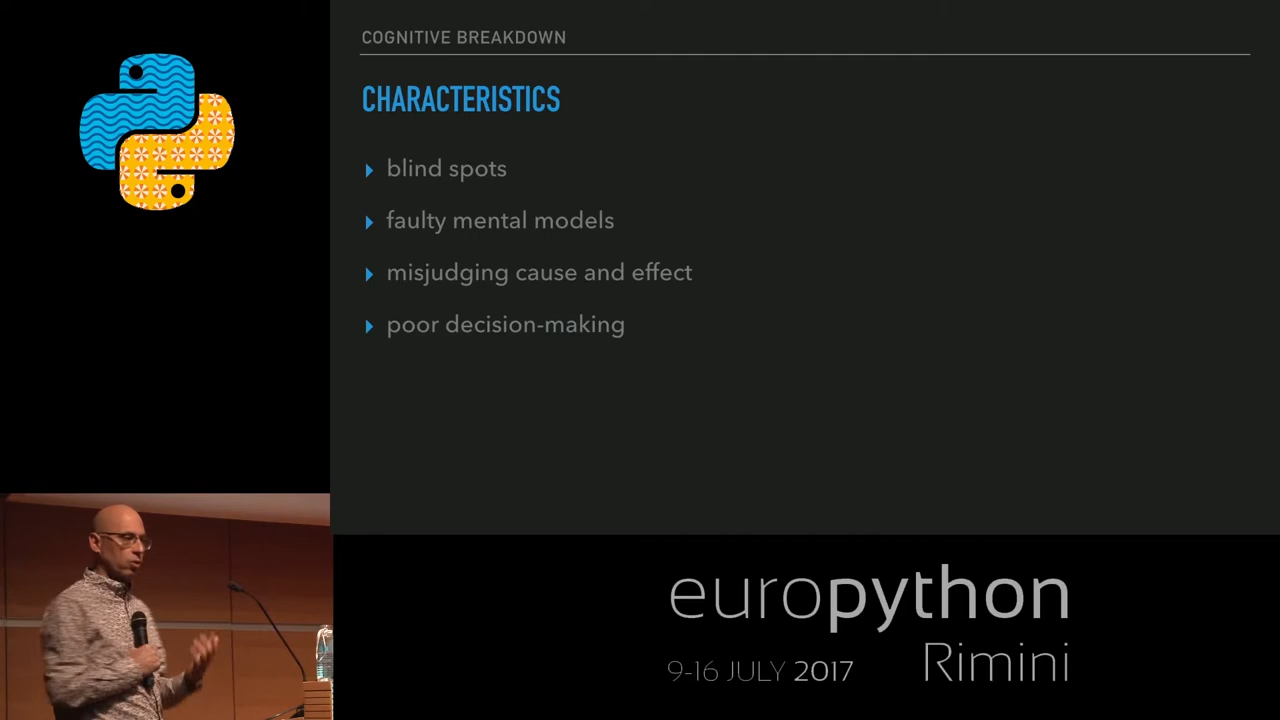 COGNITIVE BREAKDOWN
CHARACTERISTICS
blind spots
faulty mental models
misjudging cause and effect
poor decision-making
europython
9-16 JULY 2017 Rimini